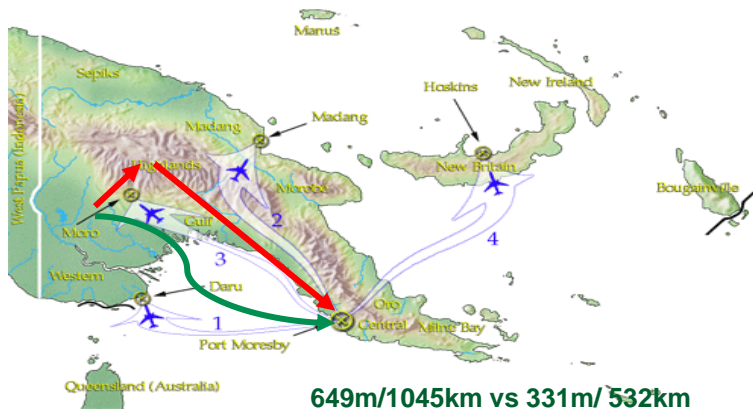 Manus
Sepiks
New Ireland
Hoskins
Madang
Madang
West Papua (Indonesia)
Highlands
New Britain
Morobe
Bougainville
2
Gulf
Moro
4
3
Western
Daru
Oro
1
Central
Milne Bay
Port Moresby
Queensland (Australia)
649m/1045km vs 331m/ 532km